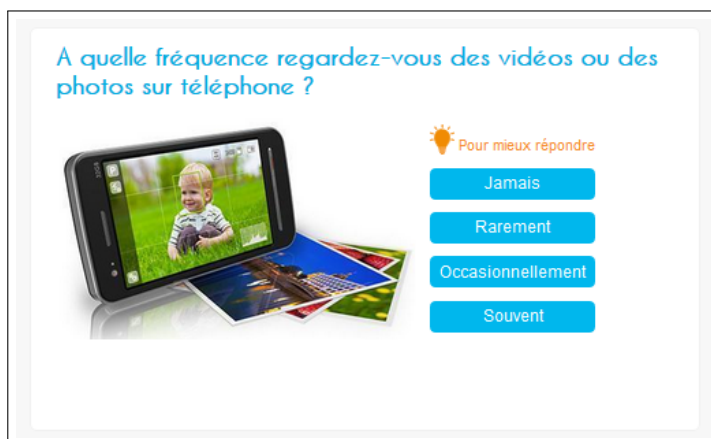 A quelle fréquence regardez-vous des vidéos ou des
photos sur téléphone ?
Pour mieux répondre
Jamais
Rarement
Occasionnellement
Souvent